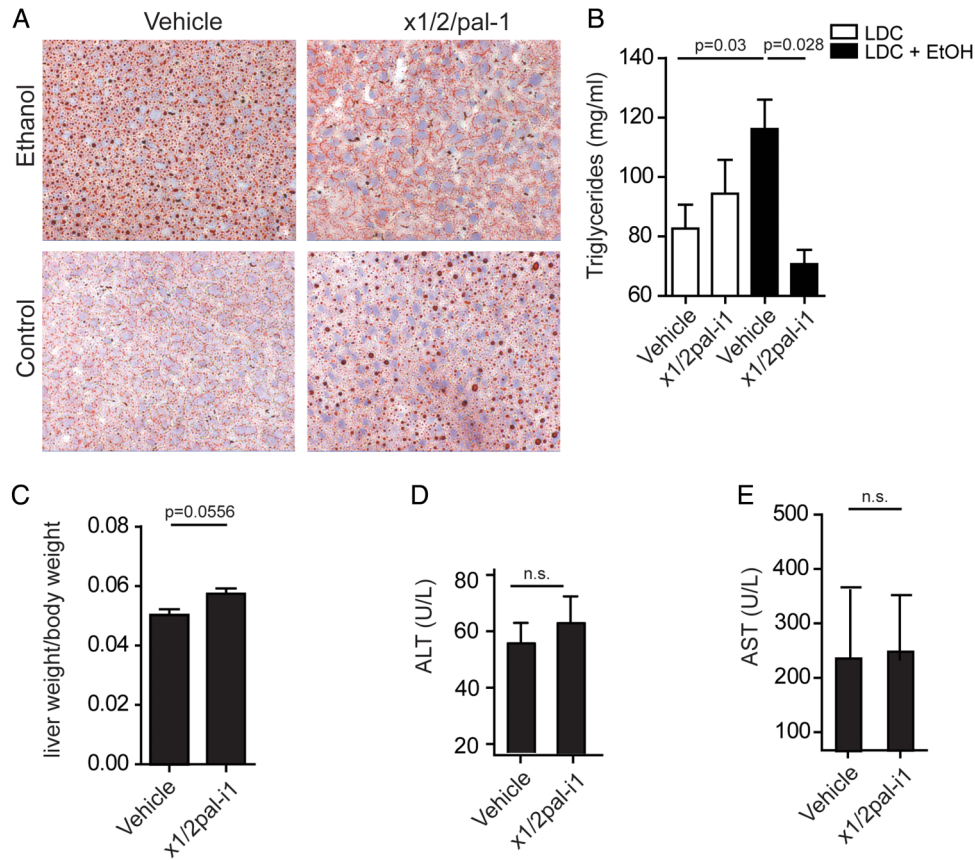 A
Vehicle
x1/2/pal-1
Ethanol
Control
B
LDC
LDC + EtOH
p=0.03
p=0.028
Triglycerides (mg/ml)
140
120
100
80
60
Vehicle
x1/2pal-i1
Vehicle
x1/2pal-i1
C
p=0.0556
liver weight/body weight
0.08
0.06
0.04
0.02
0.00
Vehicle
x1/2pal-i1
D
n.s.
ALT (U/L)
80
60
40
20
Vehicle
x1/2pal-i1
E
n.s.
AST (U/L)
500
400
300
200
100
Vehicle
x1/2pal-i1